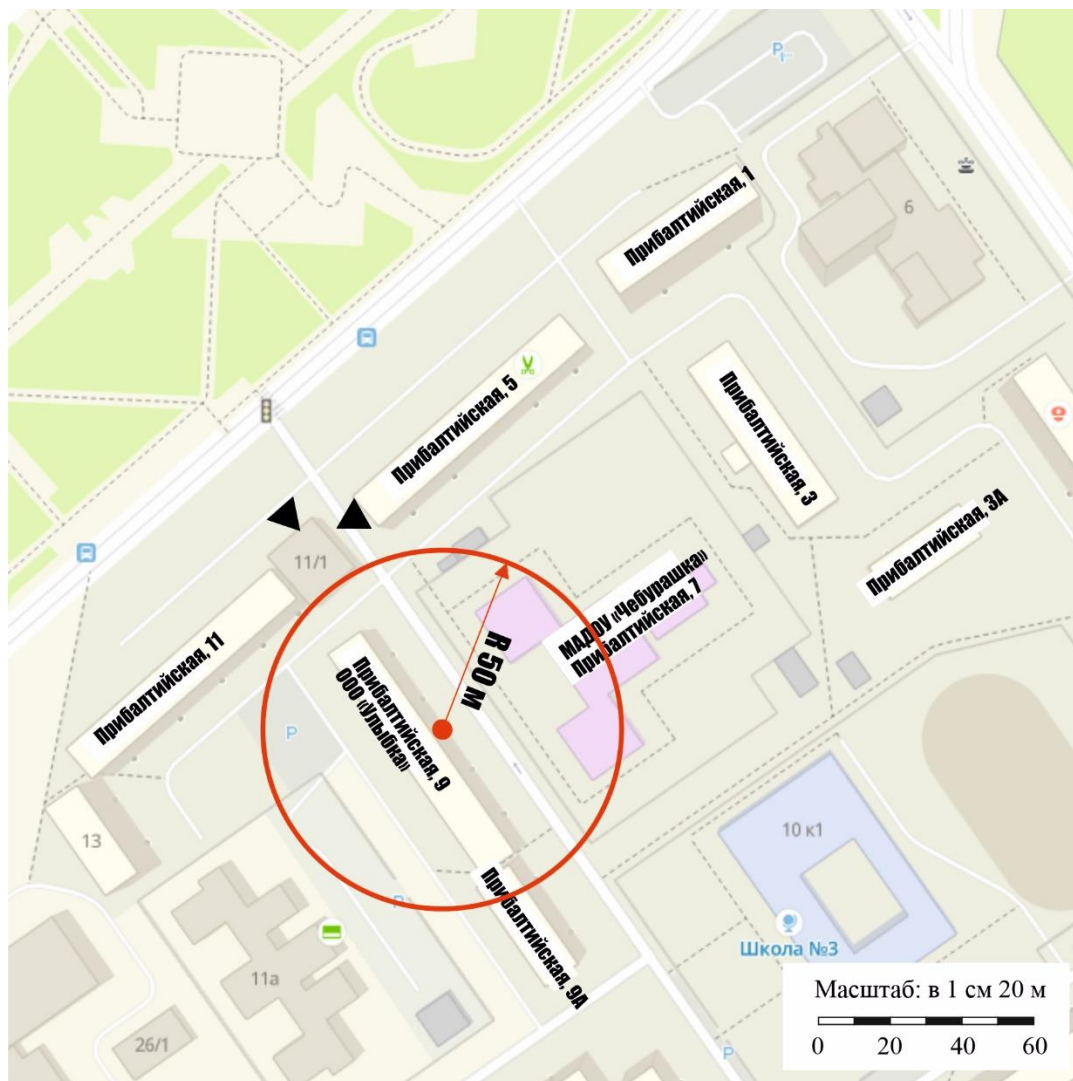 P
Прибалтийская, 1
6
Прибалтийская, 5
Прибалтийская, 3
Прибалтийская, 3А
11/1
МАДОУ «Чебурашка»
Прибалтийская, 7
Прибалтийская, 11
R 50 М
Прибалтийская, 9
ООО «Улыбка»
P
13
10 к1
P
Прибалтийская, 9А
Школа №3
11а
26/1
P
Масштаб: в 1 см 20 м
0 20 40 60